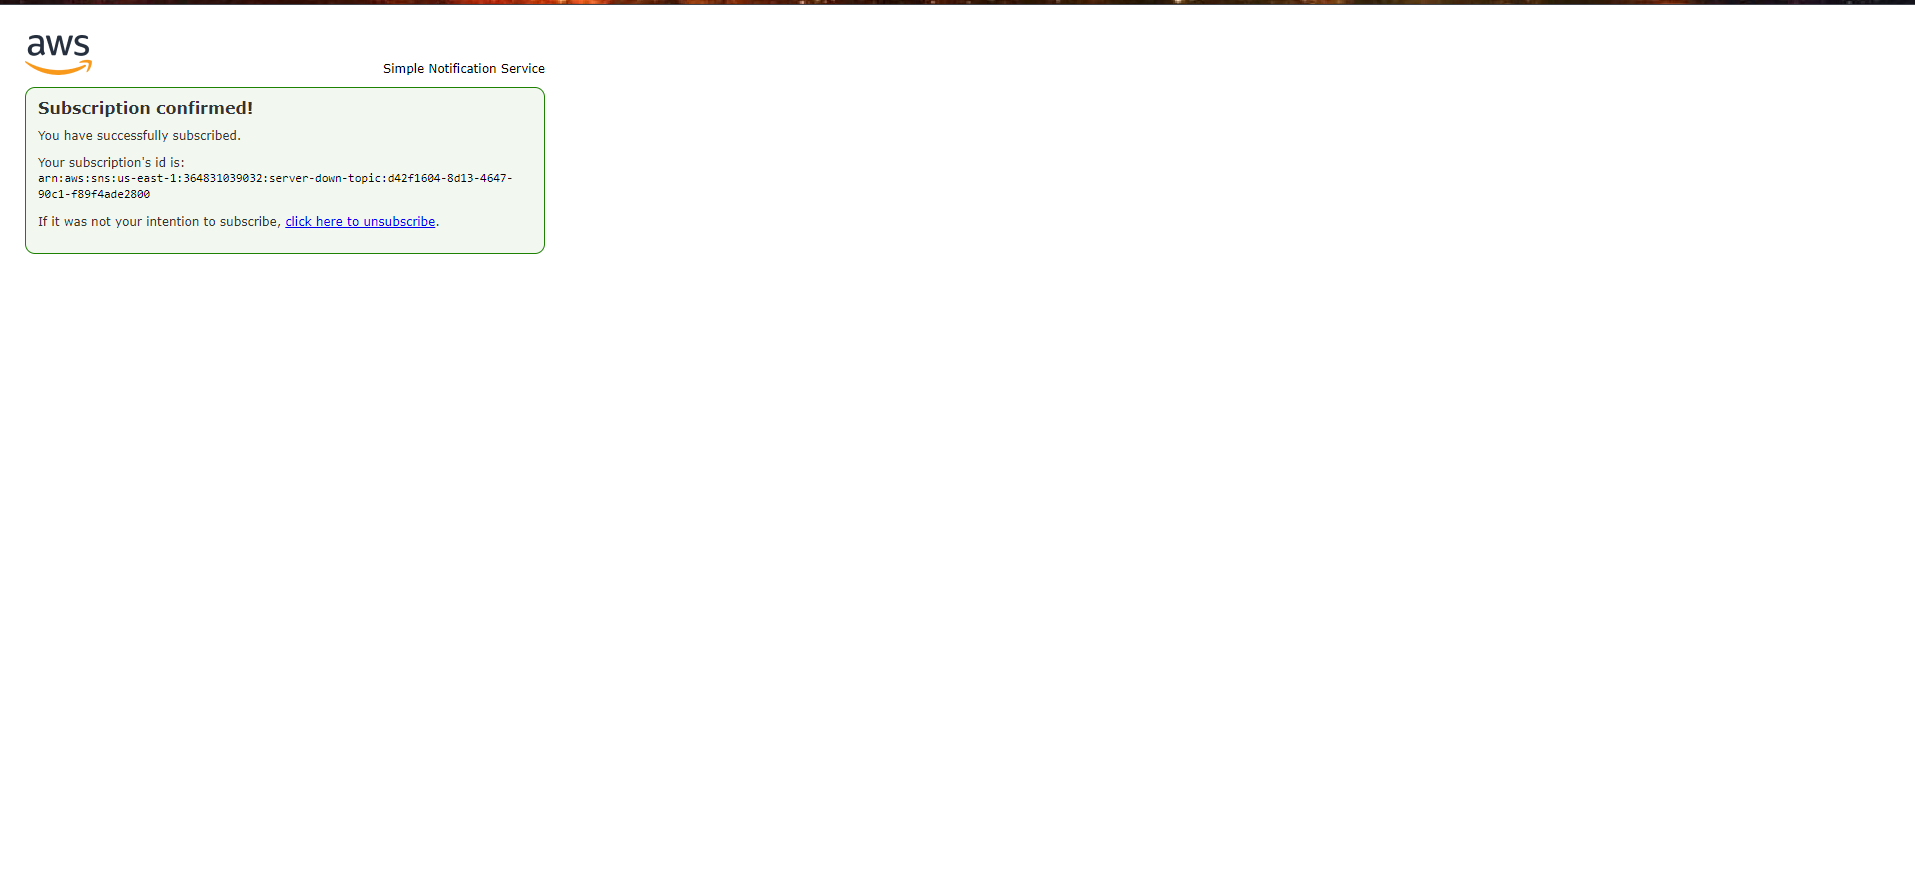 aws
Simple Notification Service
Subscription confirmed!
You have successfully subscribed.
Your subscription's id is:
arn:aws:sns:us-east-1:364831039032:server-down-topic:d42f1604-8d13-4647-
90c1-f89f4ade2800
If it was not your intention to subscribe, click here to unsubscribe.